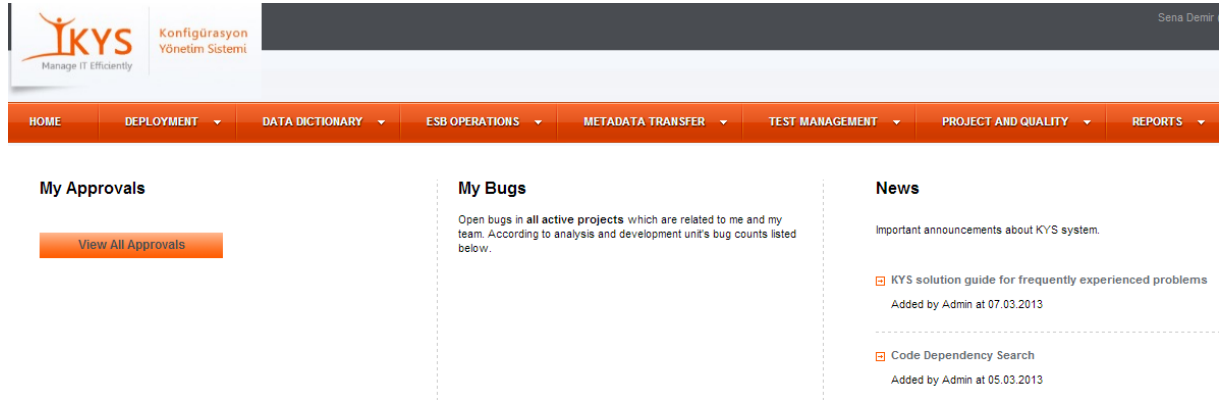 Sena Demir
KYS
Konfigürasyon
Yönetim Sistemi
Manage IT Efficiently
HOME
DEPLOYMENT
DATA DICTIONARY
ESB OPERATIONS
METADATA TRANSFER
TEST MANAGEMENT
PROJECT AND QUALITY
REPORTS
My Approvals
View All Approvals
My Bugs
Open bugs in all active projects which are related to me and my
team. According to analysis and development unit's bug counts listed
below.
News
Important announcements about KYS system.
KYS solution guide for frequently experienced problems
Added by Admin at 07.03.2013
Code Dependency Search
Added by Admin at 05.03.2013